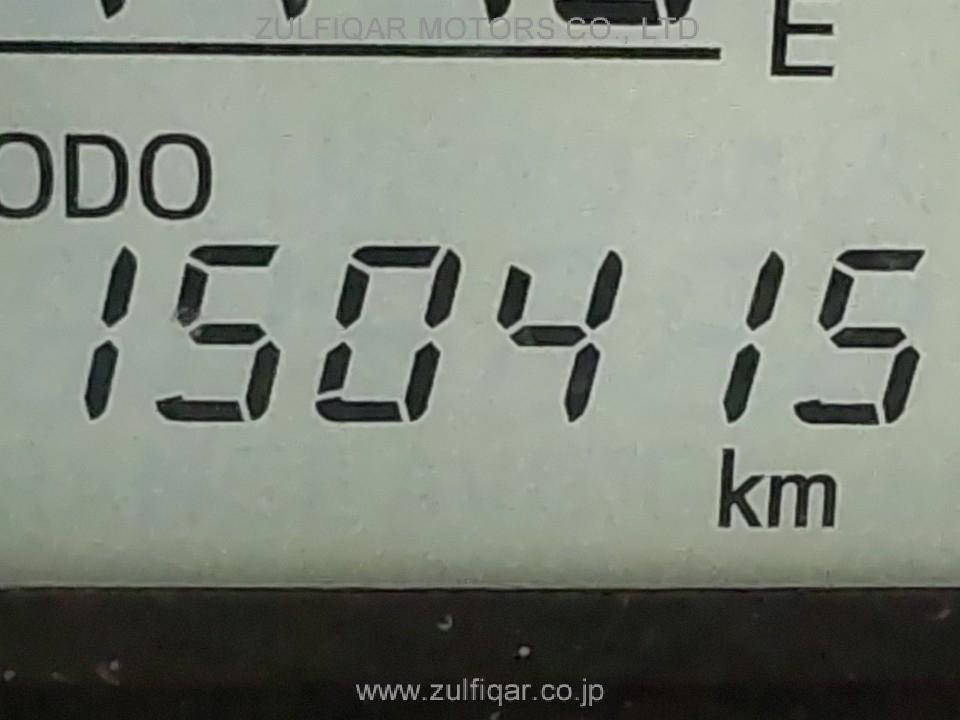 ZULFIQAR MOTORS CO., LTD
E
ODO
150415
km
www.zulfiqar.co.jp